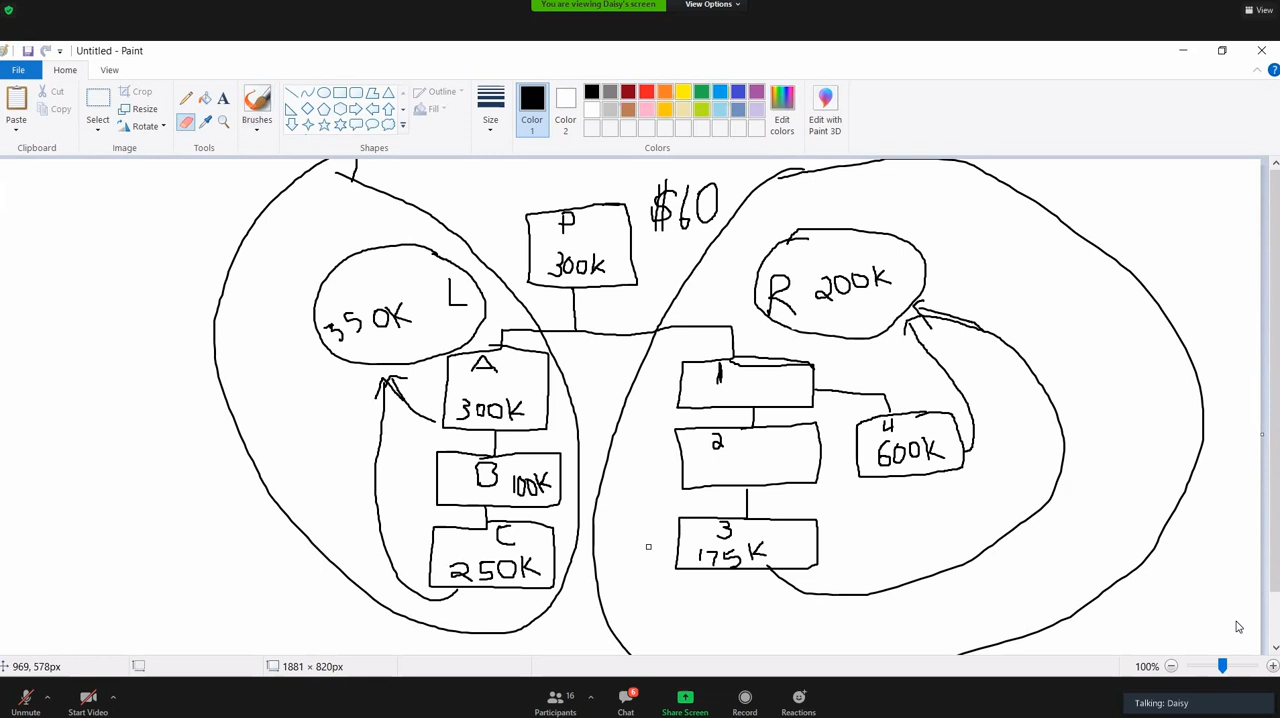 You are viewing Daisy's screen
View Options
View
Untitled - Paint
File
Home
View
Paste
Cut
Copy
Clipboard
Select
Crop
Resize
Rotate
Image
Tools
Brushes
Shapes
Outline
Fill
Size
Color
1
Color
2
Edit
colors
Edit with
Paint 3D
Colors
P
300K
$60
L
350K
R 200K
A
300K
1
B 100K
2
4
600K
C
250K
3
175K
969, 578px
1881 × 820px
100%
Unmute
Start Video
Participants
16
Chat
6
Share Screen
Record
Reactions
Talking: Daisy